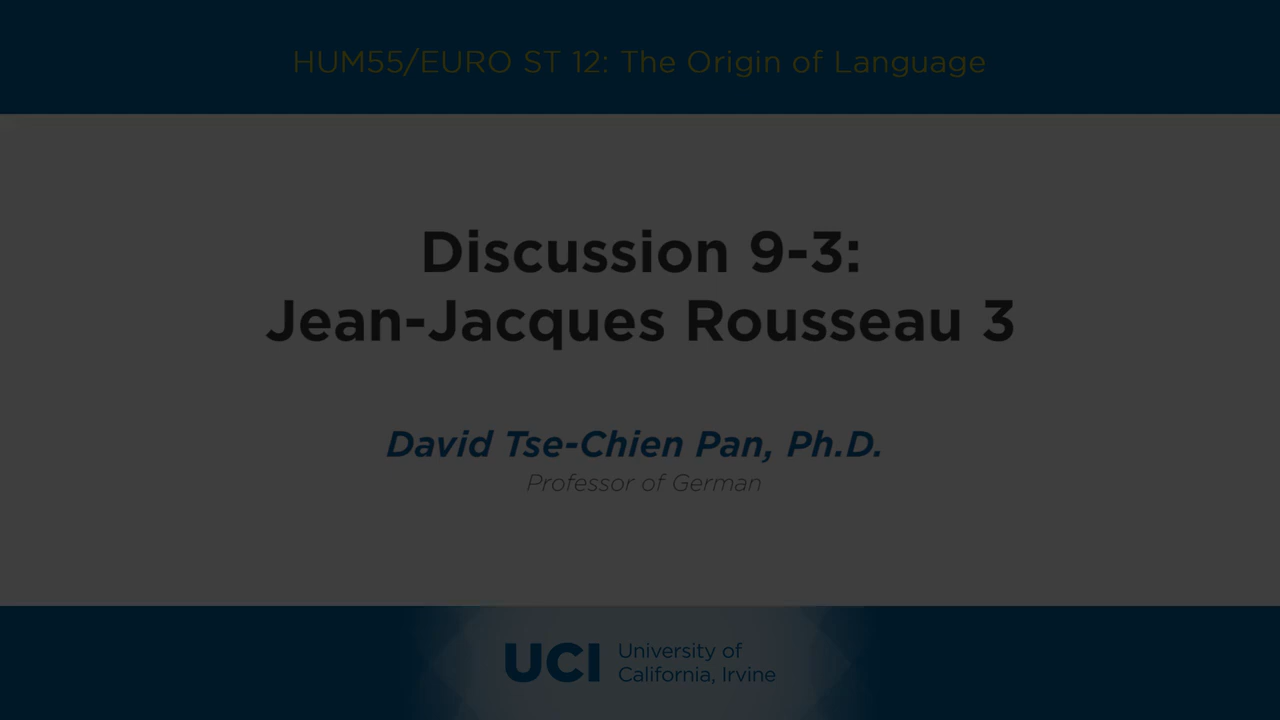 HUM55/EURO ST 12: The Origin of Language
Discussion 9-3:
Jean-Jacques Rousseau 3
David Tse-Chien Pan, Ph.D.
Professor of German
UCI University of
California, Irvine